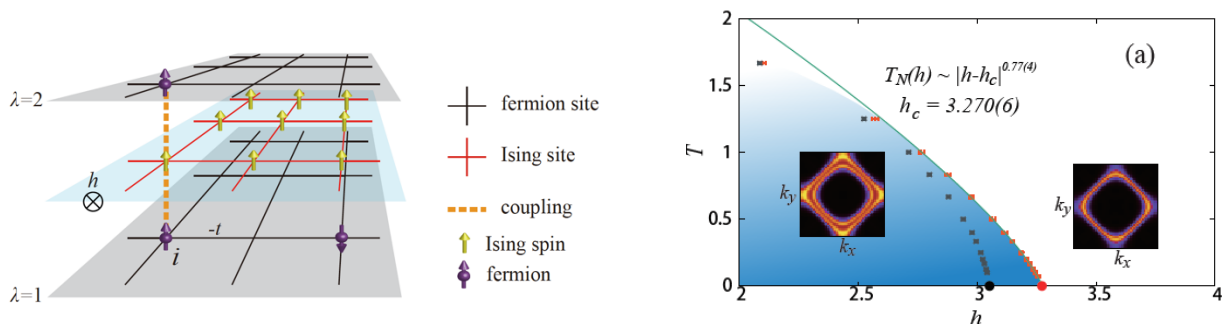 λ=2
h
λ=1
-t
i
fermion site
Ising site
coupling
Ising spin
fermion
(a)
T_N(h) ~ |h-h_c|^{0.77(4)}
h_c = 3.270(6)
T
2
1.5
1
0.5
0
k_y
k_x
k_y
k_x
2
2.5
3
3.5
4
h